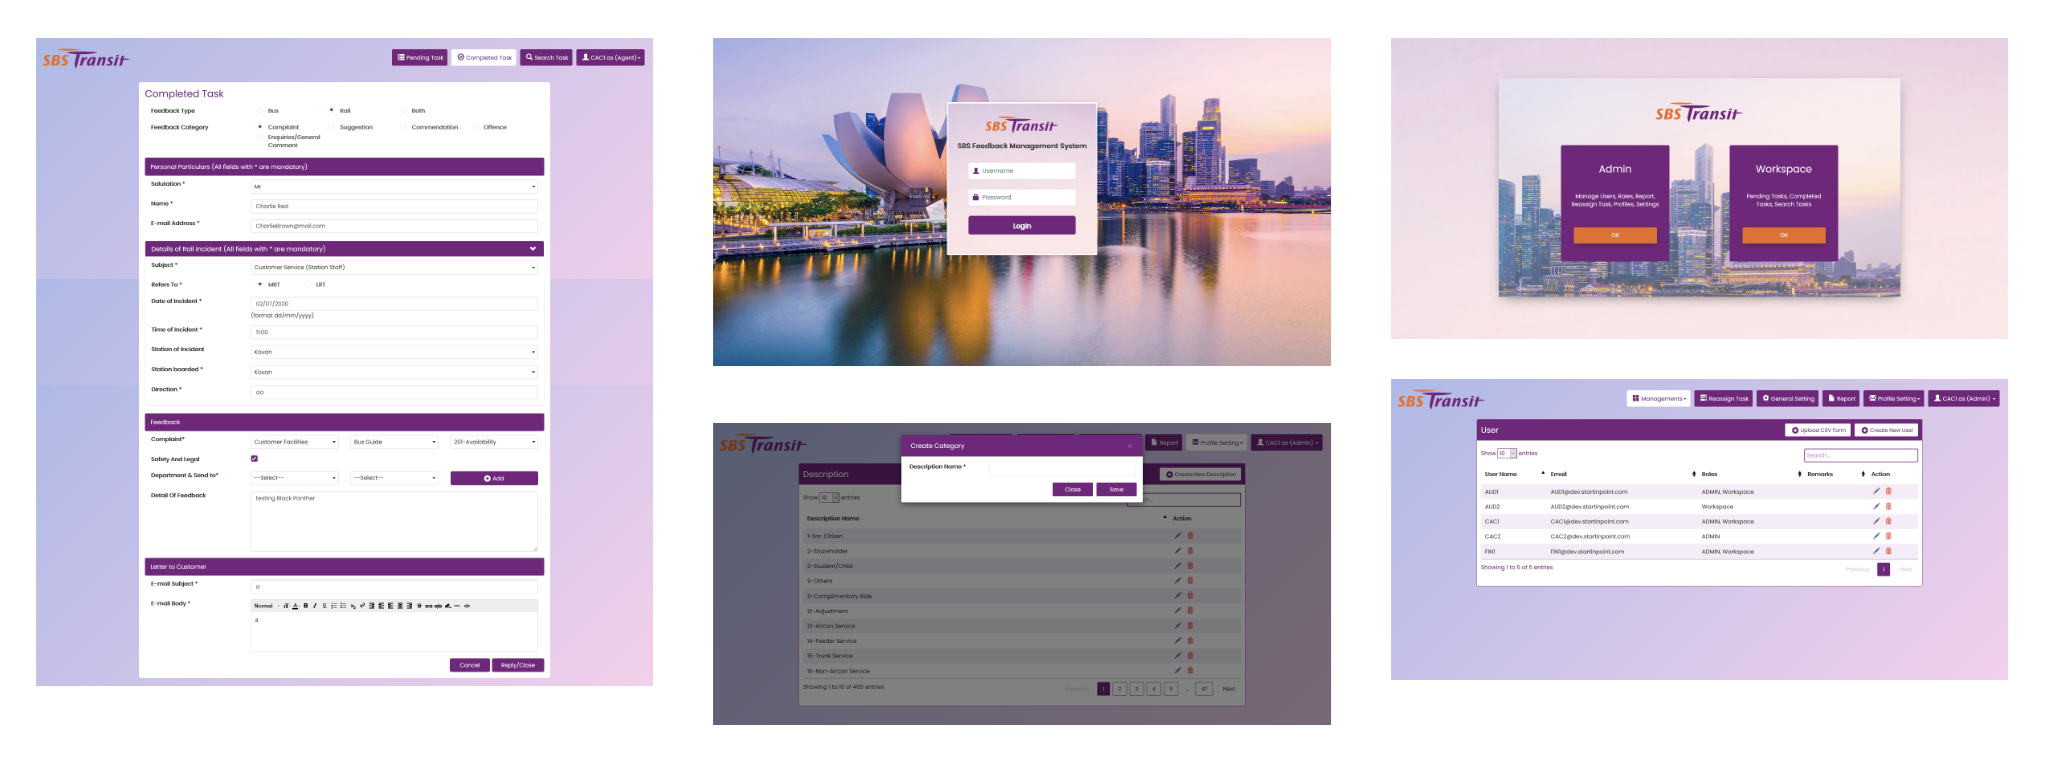 SBS Transit
Pending Task
Completed Task
Search Task
CAC1 as (Agent)
Completed Task
Feedback Type
Bus
Rail
Both
Feedback Category
Complaint
Suggestion
Commendation
Offence
Enquiries/General
Comment
Personal Particulars (All fields with * are mandatory)
Salutation *
Mr
Name *
Charlie Red
E-mail Address *
CharlieBrown@mail.com
Details of Rail Incident (All fields with * are mandatory)
Subject *
Customer Service (Station Staff)
Refers To *
MRT
LRT
Date of Incident *
02/07/2020
(format dd/mm/yyyy)
Time of Incident *
11:00
Station of Incident
Kovan
Station boarded *
Kovan
Direction *
Feedback
Complaint*
Customer Facilities
Bus Guide
201-Availability
Safety And Legal
Department & Send to*
--Select--
--Select--
Add
Detail Of Feedback
testing Black Panther
Letter to Customer
E-mail Subject *
E-mail Body *
Normal
Cancel
Reply/Close
SBS Transit
SBS Feedback Management System
Username
Password
Login
SBS Transit
Report
Profile Setting
CAC1 as (Admin)
Create Category
×
Description Name *
Close
Save
Description
Create New Description
Show 10 entries
Description Name
Action
1-Snr. Citizen
2-Shareholder
3-Student/Child
9-Others
11-Complimentary Ride
12-Adjustment
13-Aircon Service
14-Feeder Service
15-Trunk Service
16-Non-Aircon Service
Showing 1 to 10 of 466 entries
Previous 1 2 3 4 5 … 47 Next
SBS Transit
Admin
Manage Users, Roles, Report,
Reassign Task, Profiles, Settings
OK
Workspace
Pending Tasks, Completed
Tasks, Search Tasks
OK
SBS Transit
Managements
Reassign Task
General Setting
Report
Profile Setting
CAC1 as (Admin)
User
Upload CSV Form
Create New User
Show 10 entries
Search...
User Name Email Roles Remarks Action
AUD1 AUD1@dev.startinpoint.com ADMIN, Workspace
AUD2 AUD2@dev.startinpoint.com Workspace
CAC1 CAC1@dev.startinpoint.com ADMIN, Workspace
CAC2 CAC2@dev.startinpoint.com ADMIN
FIN1 FIN1@dev.startinpoint.com ADMIN, Workspace
Showing 1 to 5 of 5 entries
Previous 1 Next